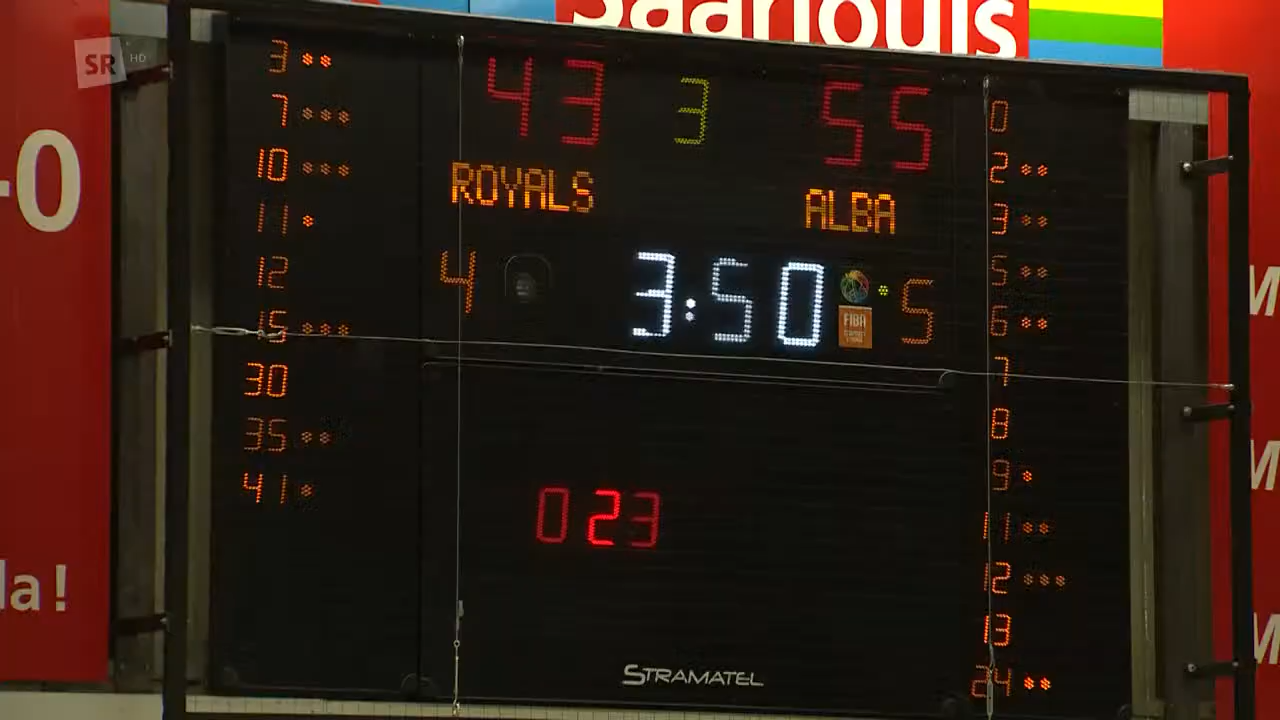 Saarlouis
SR HD
3 **
7 ***
10 ***
11 *
12
15 ***
30
35 **
41 *
43 3 55
ROYALS ALBA
4 3:50 5
FIBA
023
STRAMATEL
0
2 **
3 **
5 **
6 **
7
8
9 *
11 **
12 ***
13
24 **
-0
la!
M
M
M